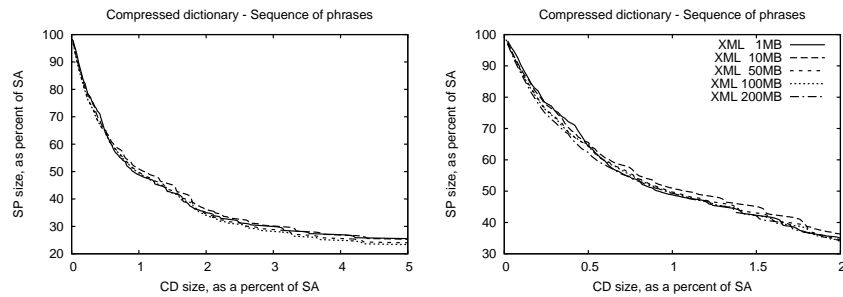 Compressed dictionary - Sequence of phrases
SP size, as percent of SA
100
90
80
70
60
50
40
30
20
0
1
2
3
4
5
CD size, as a percent of SA
Compressed dictionary - Sequence of phrases
SP size, as percent of SA
100
90
80
70
60
50
40
30
0
0.5
1
1.5
2
CD size, as a percent of SA
XML 1MB
XML 10MB
XML 50MB
XML 100MB
XML 200MB